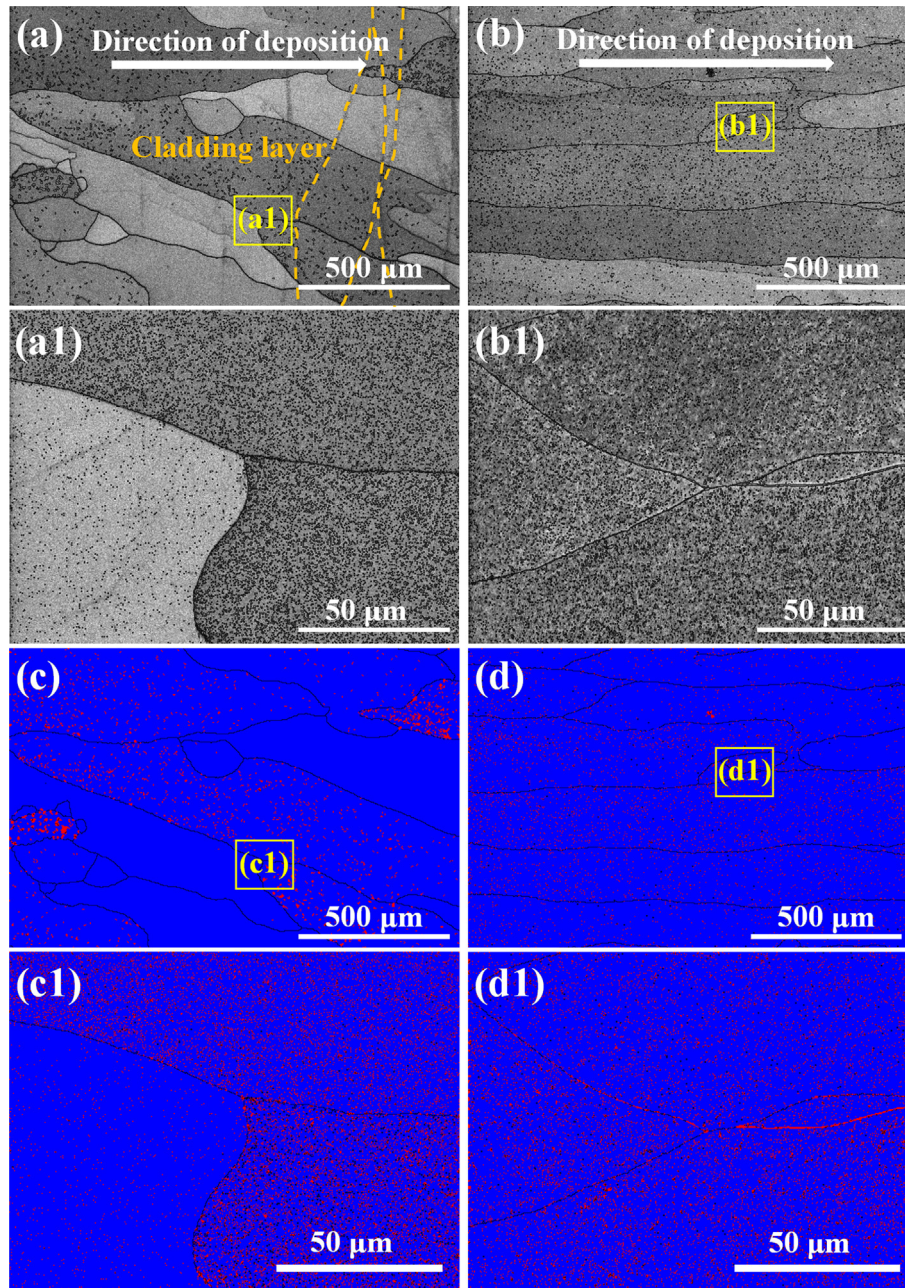 (a)
Direction of deposition
Cladding layer
(a1)
500 μm
(b)
Direction of deposition
(b1)
500 μm
(a1)
50 μm
(b1)
50 μm
(c)
(c1)
500 μm
(d)
(d1)
500 μm
(c1)
50 μm
(d1)
50 μm